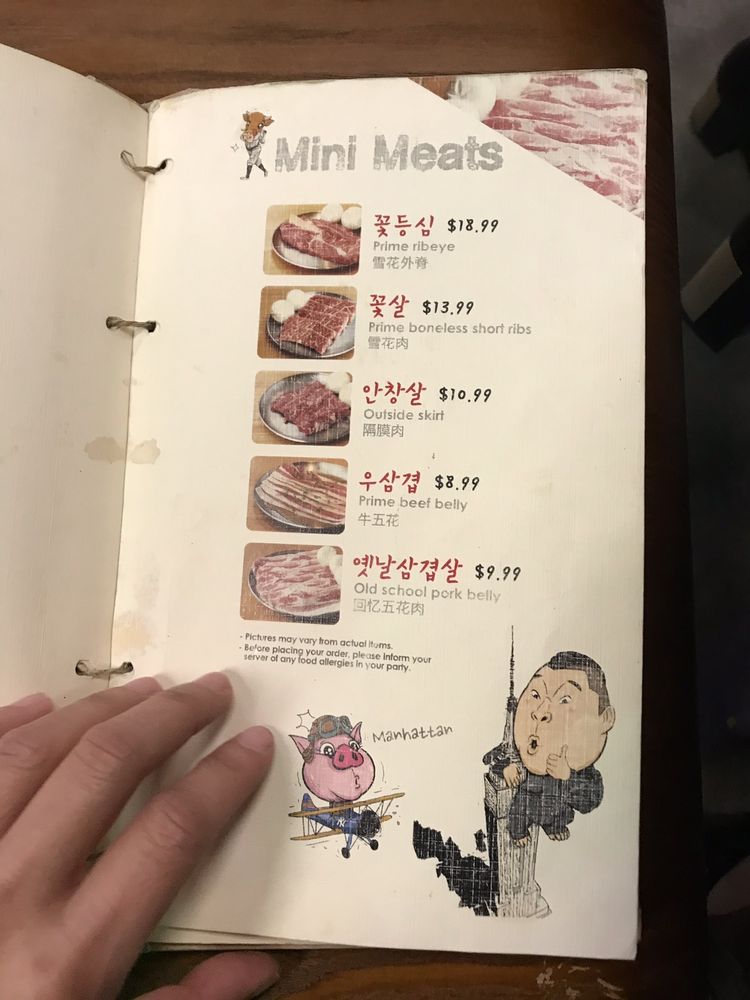 Mini Meats
꽃등심 $18.99
Prime ribeye
雪花外脊
꽃살 $13.99
Prime boneless short ribs
雪花肉
안창살 $10.99
Outside skirt
隔膜肉
우삼겹 $8.99
Prime beef belly
牛五花
옛날삼겹살 $9.99
Old school pork belly
回忆五花肉
- Pictures may vary from actual items.
- Before placing your order, please inform your
server of any food allergies in your party.
Manhattan
NY